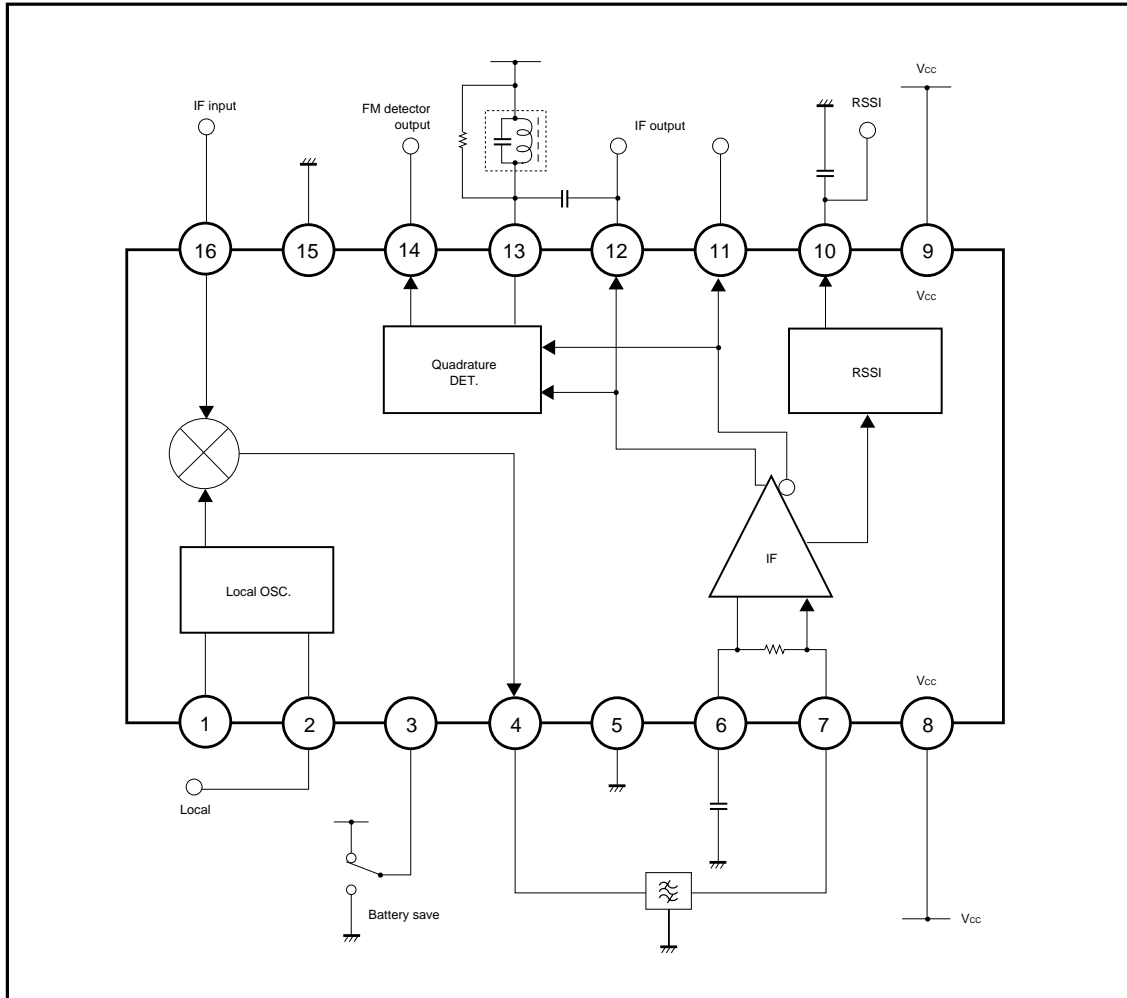 VCC
IF input
FM detector
output
IF output
RSSI
16
15
14
13
12
11
10
9
VCC
Quadrature
DET.
RSSI
IF
Local OSC.
VCC
1
2
3
4
5
6
7
8
Local
Battery save
VCC